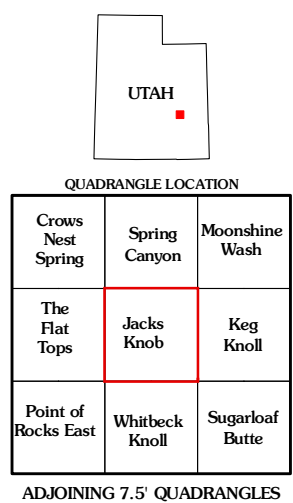 UTAH
QUADRANGLE LOCATION
Crows
Nest
Spring
Spring
Canyon
Moonshine
Wash
The
Flat
Tops
Jacks
Knob
Keg
Knoll
Point of
Rocks East
Whitbeck
Knoll
Sugarloaf
Butte
ADJOINING 7.5' QUADRANGLES